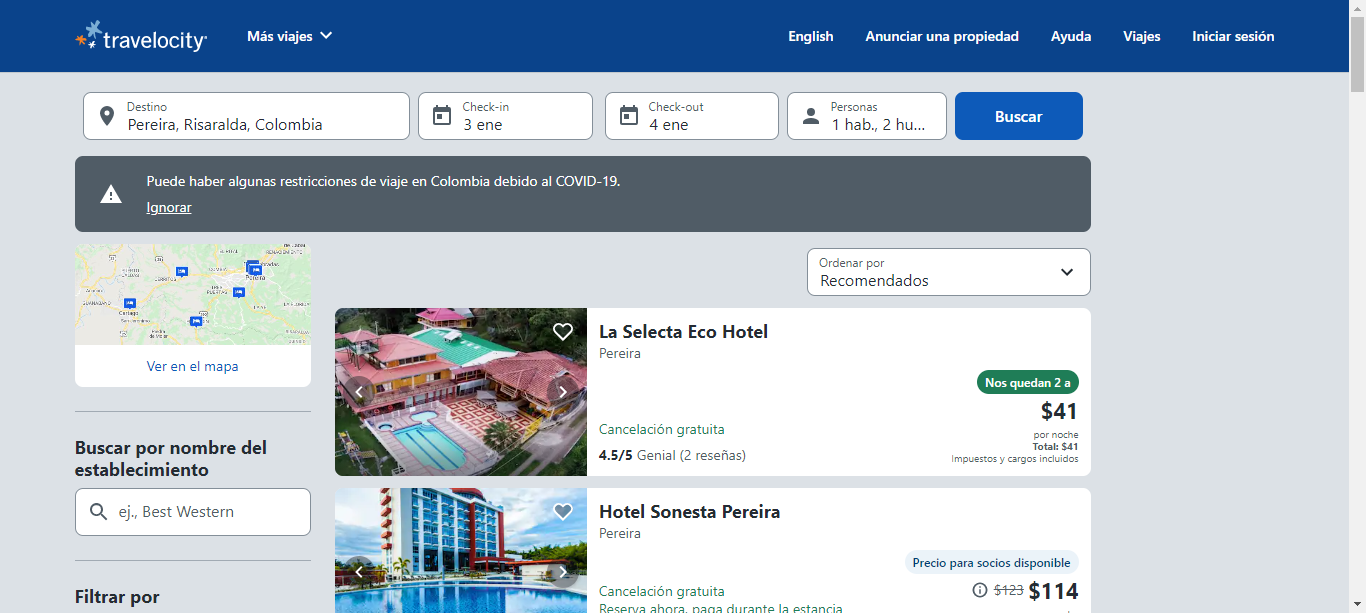 travelocity
Más viajes
English
Anunciar una propiedad
Ayuda
Viajes
Iniciar sesión
Destino
Pereira, Risaralda, Colombia
Check-in
3 ene
Check-out
4 ene
Personas
1 hab., 2 hu...
Buscar
Puede haber algunas restricciones de viaje en Colombia debido al COVID-19.
Ignorar
Ver en el mapa
Ordenar por
Recomendados
La Selecta Eco Hotel
Pereira
Nos quedan 2 a
$41
por noche
Total: $41
Impuestos y cargos incluidos
Cancelación gratuita
4.5/5 Genial (2 reseñas)
Buscar por nombre del
establecimiento
ej., Best Western
Hotel Sonesta Pereira
Pereira
Precio para socios disponible
$123 $114
Cancelación gratuita
Reserva ahora, paga durante la estancia
Filtrar por